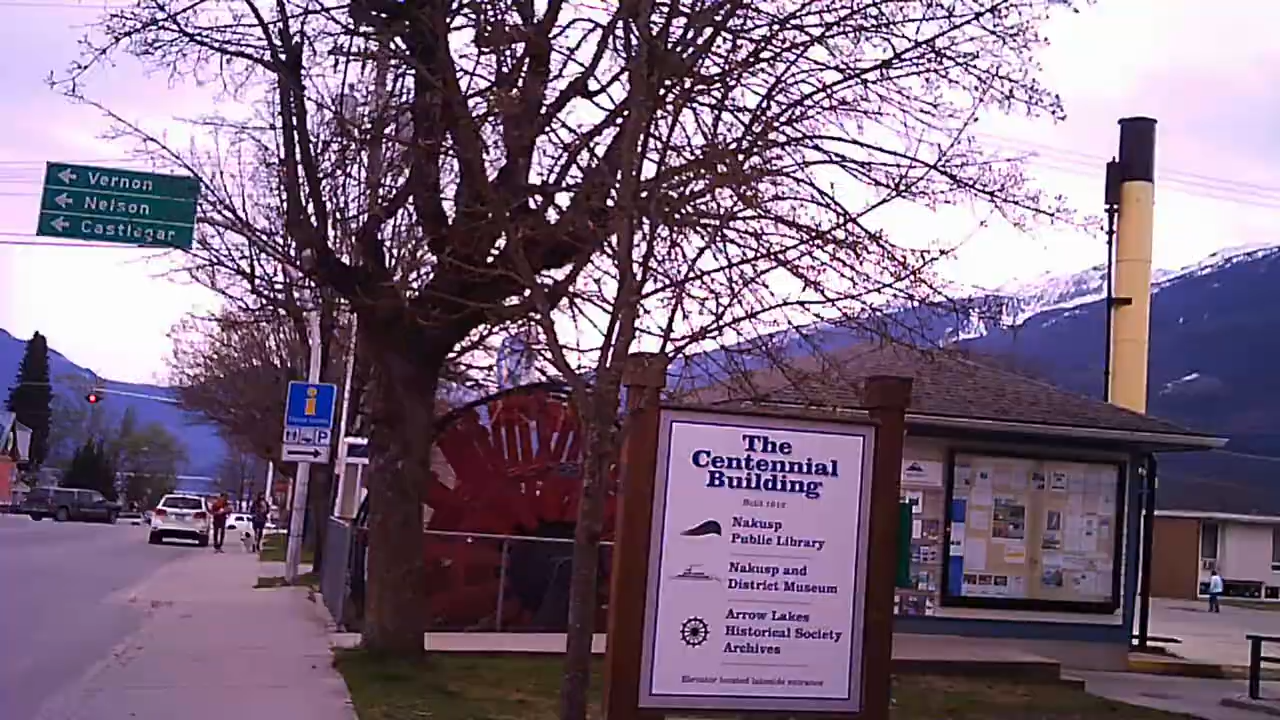 Vernon
Nelson
Castlegar
i
P
The
Centennial
Building
Nakusp
Public Library
Nakusp and
District Museum
Arrow Lakes
Historical Society
Archives
Elevator located lakeside entrance